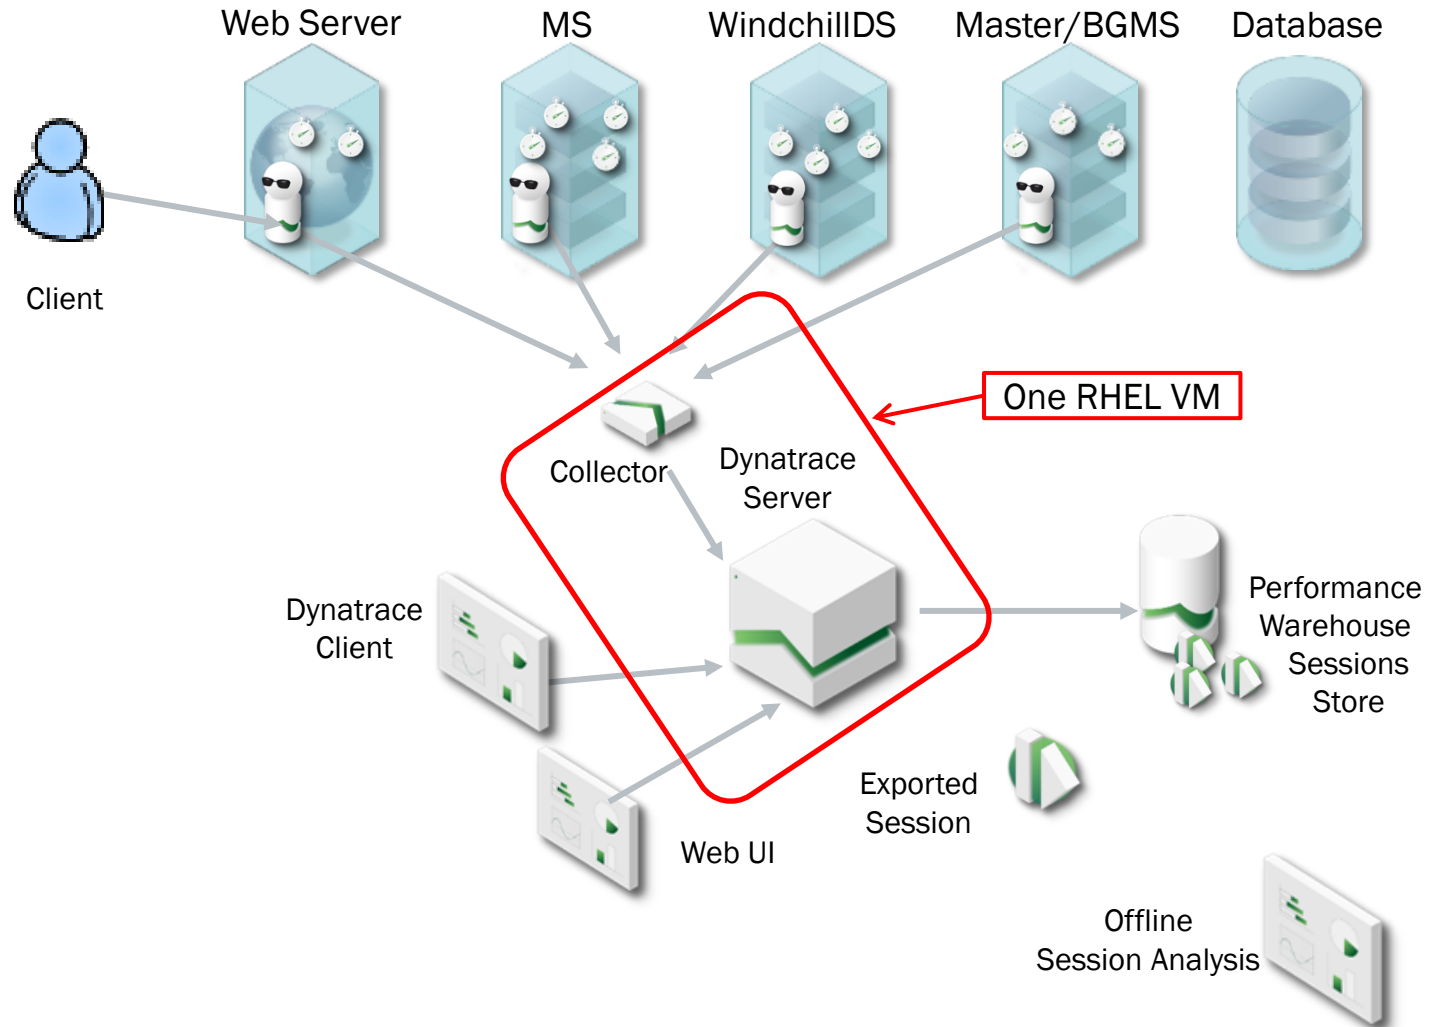 Web Server
MS
WindchillDS
Master/BGMS
Database
Client
One RHEL VM
Collector
Dynatrace
Server
Dynatrace
Client
Performance
Warehouse
Sessions
Store
Exported
Session
Web UI
Offline
Session Analysis